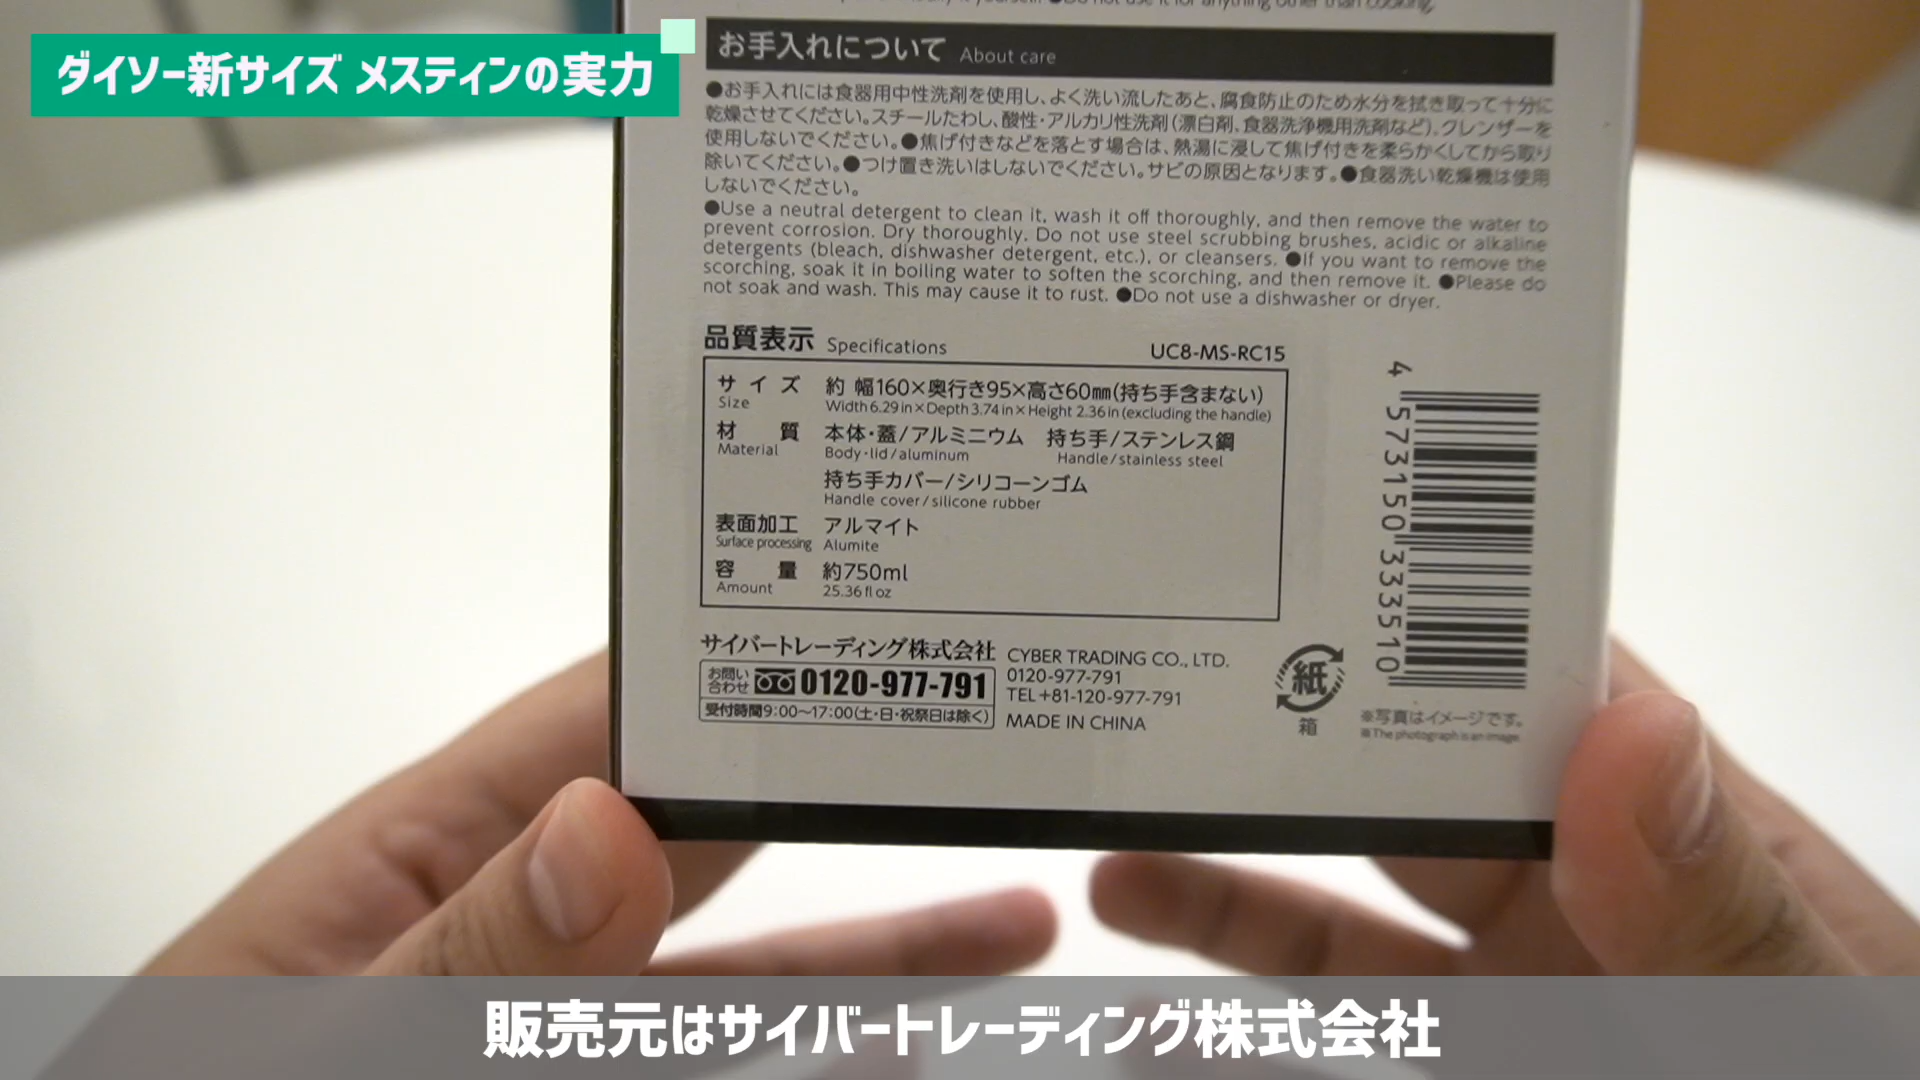 ダイソー新サイズ メスティンの実力
お手入れについて About care
●お手入れには食器用中性洗剤を使用し、よく洗い流したあと、腐食防止のため水分を拭き取って十分に
乾燥させてください。スチールたわし、酸性・アルカリ性洗剤(漂白剤、食器洗浄機用洗剤など)、クレンザーを
使用しないでください。●焦げ付きなどを落とす場合は、熱湯に浸して焦げ付きを柔らかくしてから取り
除いてください。●つけ置き洗いはしないでください。サビの原因となります。●食器洗い乾燥機は使用
しないでください。
●Use a neutral detergent to clean it, wash it off thoroughly, and then remove the water to
prevent corrosion. Dry thoroughly. Do not use steel scrubbing brushes, acidic or alkaline
detergents (bleach, dishwasher detergent, etc.), or cleansers. ●If you want to remove the
scorching, soak it in boiling water to soften the scorching, and then remove it. ●Please do
not soak and wash. This may cause it to rust. ●Do not use a dishwasher or dryer.
品質表示 Specifications UC8-MS-RC15
サイズ 約 幅160×奥行き95×高さ60㎜(持ち手含まない)
Size Width 6.29 in×Depth 3.74 in×Height 2.36 in (excluding the handle)
材質 本体・蓋/アルミニウム 持ち手/ステンレス鋼
Material Body・lid/aluminum Handle/stainless steel
持ち手カバー/シリコーンゴム
Handle cover/silicone rubber
表面加工 アルマイト
Surface processing Alumite
容量 約750ml
Amount 25.36 fl oz
4 573150 333510
サイバートレーディング株式会社
お問い合わせ 0120-977-791
受付時間9:00～17:00(土・日・祝祭日は除く)
CYBER TRADING CO., LTD.
0120-977-791
TEL +81-120-977-791
MADE IN CHINA
紙
箱
※写真はイメージです。
※The photograph is an image.
販売元はサイバートレーディング株式会社